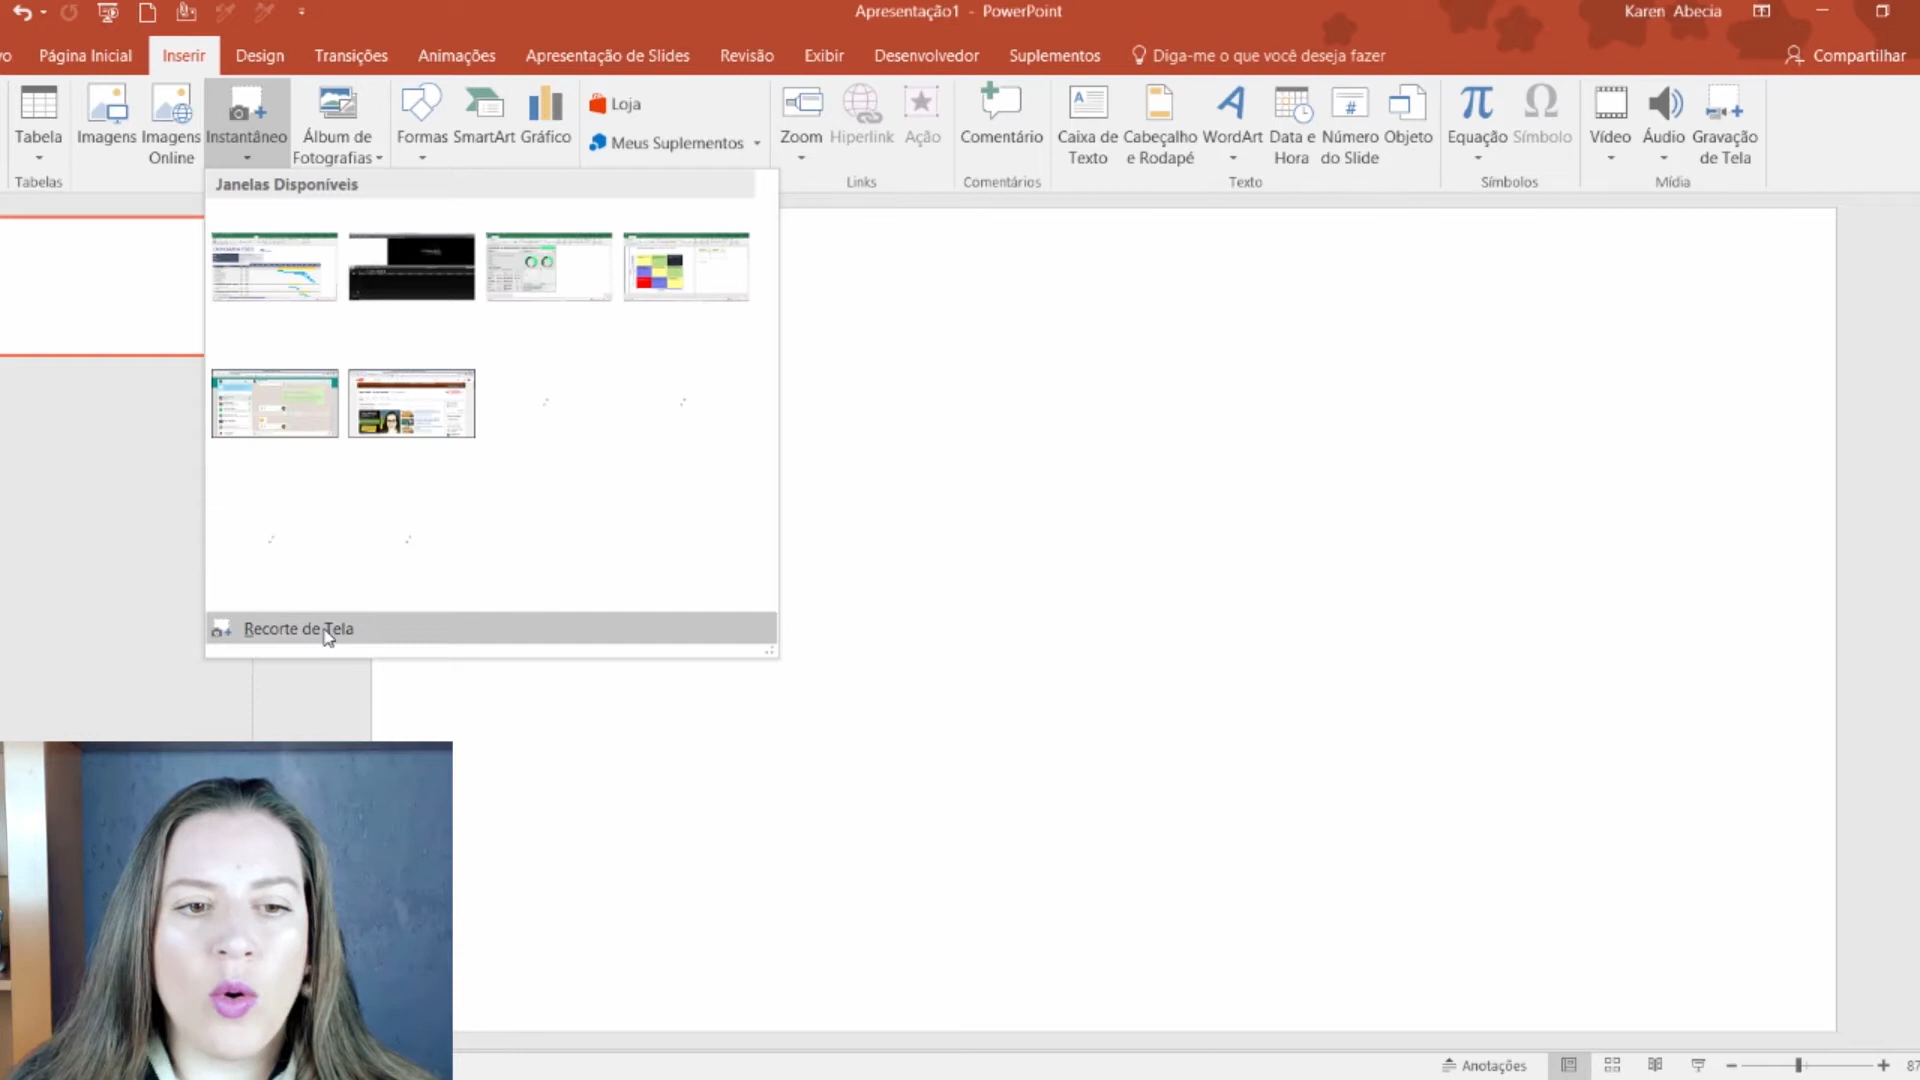 Apresentação1 - PowerPoint
Karen Abecia
Página Inicial
Inserir
Design
Transições
Animações
Apresentação de Slides
Revisão
Exibir
Desenvolvedor
Suplementos
Diga-me o que você deseja fazer
Compartilhar
Tabela
Imagens
Imagens
Online
Instantâneo
Álbum de
Fotografias
Formas
SmartArt
Gráfico
Loja
Meus Suplementos
Zoom
Hiperlink
Ação
Comentário
Caixa de
Texto
Cabeçalho
e Rodapé
WordArt
Data e
Hora
Número
do Slide
Objeto
Equação
Símbolo
Vídeo
Áudio
Gravação
de Tela
Tabelas
Links
Comentários
Texto
Símbolos
Mídia
Janelas Disponíveis
Recorte de Tela
Anotações